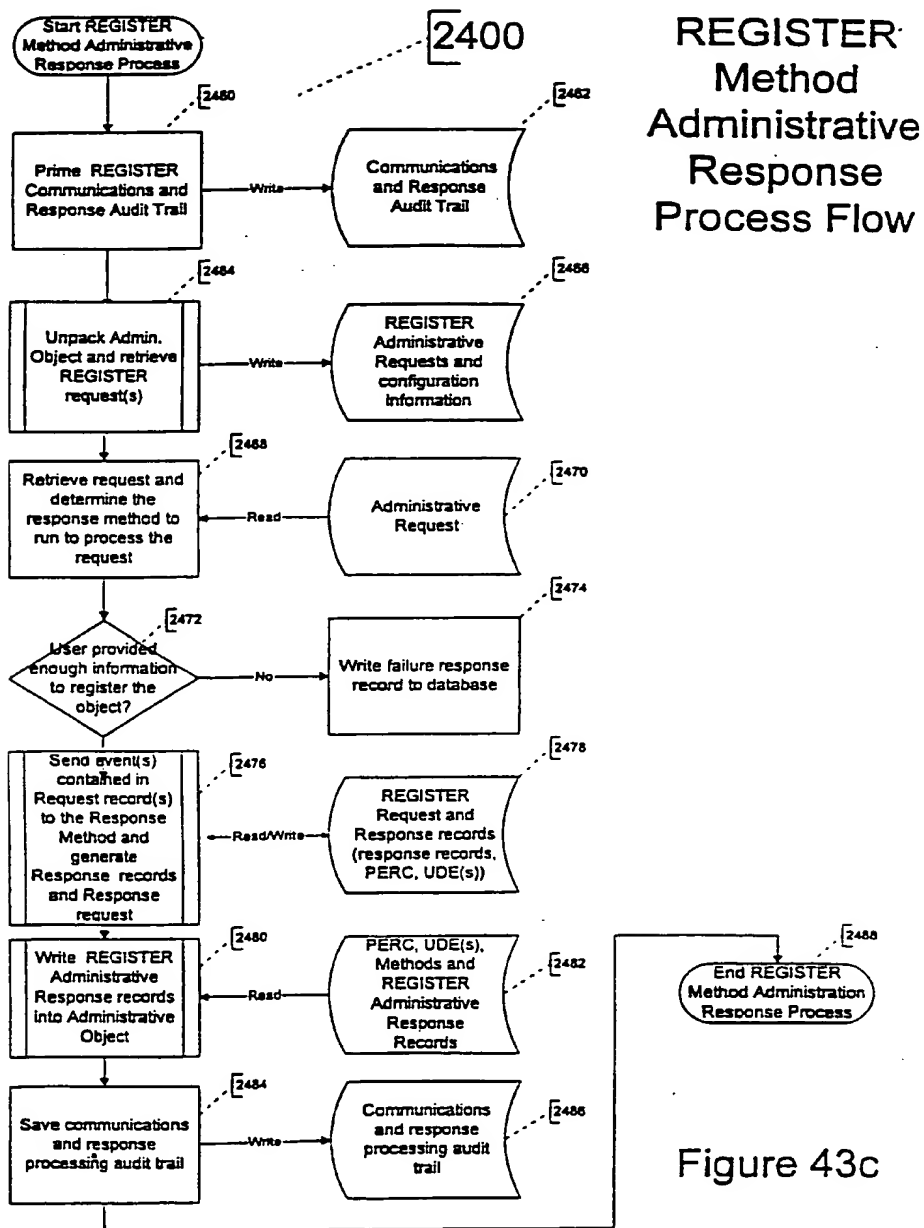 Start REGISTER
Method Administrative
Response Process
2400
REGISTER
Method
Administrative
Response
Process Flow
2460
2462
Prime REGISTER
Communications and
Response Audit Trail
Write
Communications
and Response
Audit Trail
2464
2466
Unpack Admin.
Object and retrieve
REGISTER
request(s)
Write
REGISTER
Administrative
Requests and
configuration
information
2468
2470
Retrieve request and
determine the
response method to
run to process the
request
Read
Administrative
Request
2472
2474
User provided
enough information
to register the
object?
No
Write failure response
record to database
2476
2478
Send event(s)
contained in
Request record(s)
to the Response
Method and
generate
Response records
and Response
request
Read/Write
REGISTER
Request and
Response records
(response records,
PERC, UDE(s))
2480
2482
Write REGISTER
Administrative
Response records
into Administrative
Object
Read
PERC, UDE(s),
Methods and
REGISTER
Administrative
Response
Records
2488
End REGISTER
Method Administration
Response Process
2484
2486
Save communications
and response
processing audit trail
Write
Communications
and response
processing audit
trail
Figure 43c